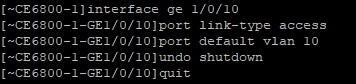 [~CE6800-1]interface ge 1/0/10
[~CE6800-1-GE1/0/10]port link-type access
[~CE6800-1-GE1/0/10]port default vlan 10
[~CE6800-1-GE1/0/10]undo shutdown
[~CE6800-1-GE1/0/10]quit